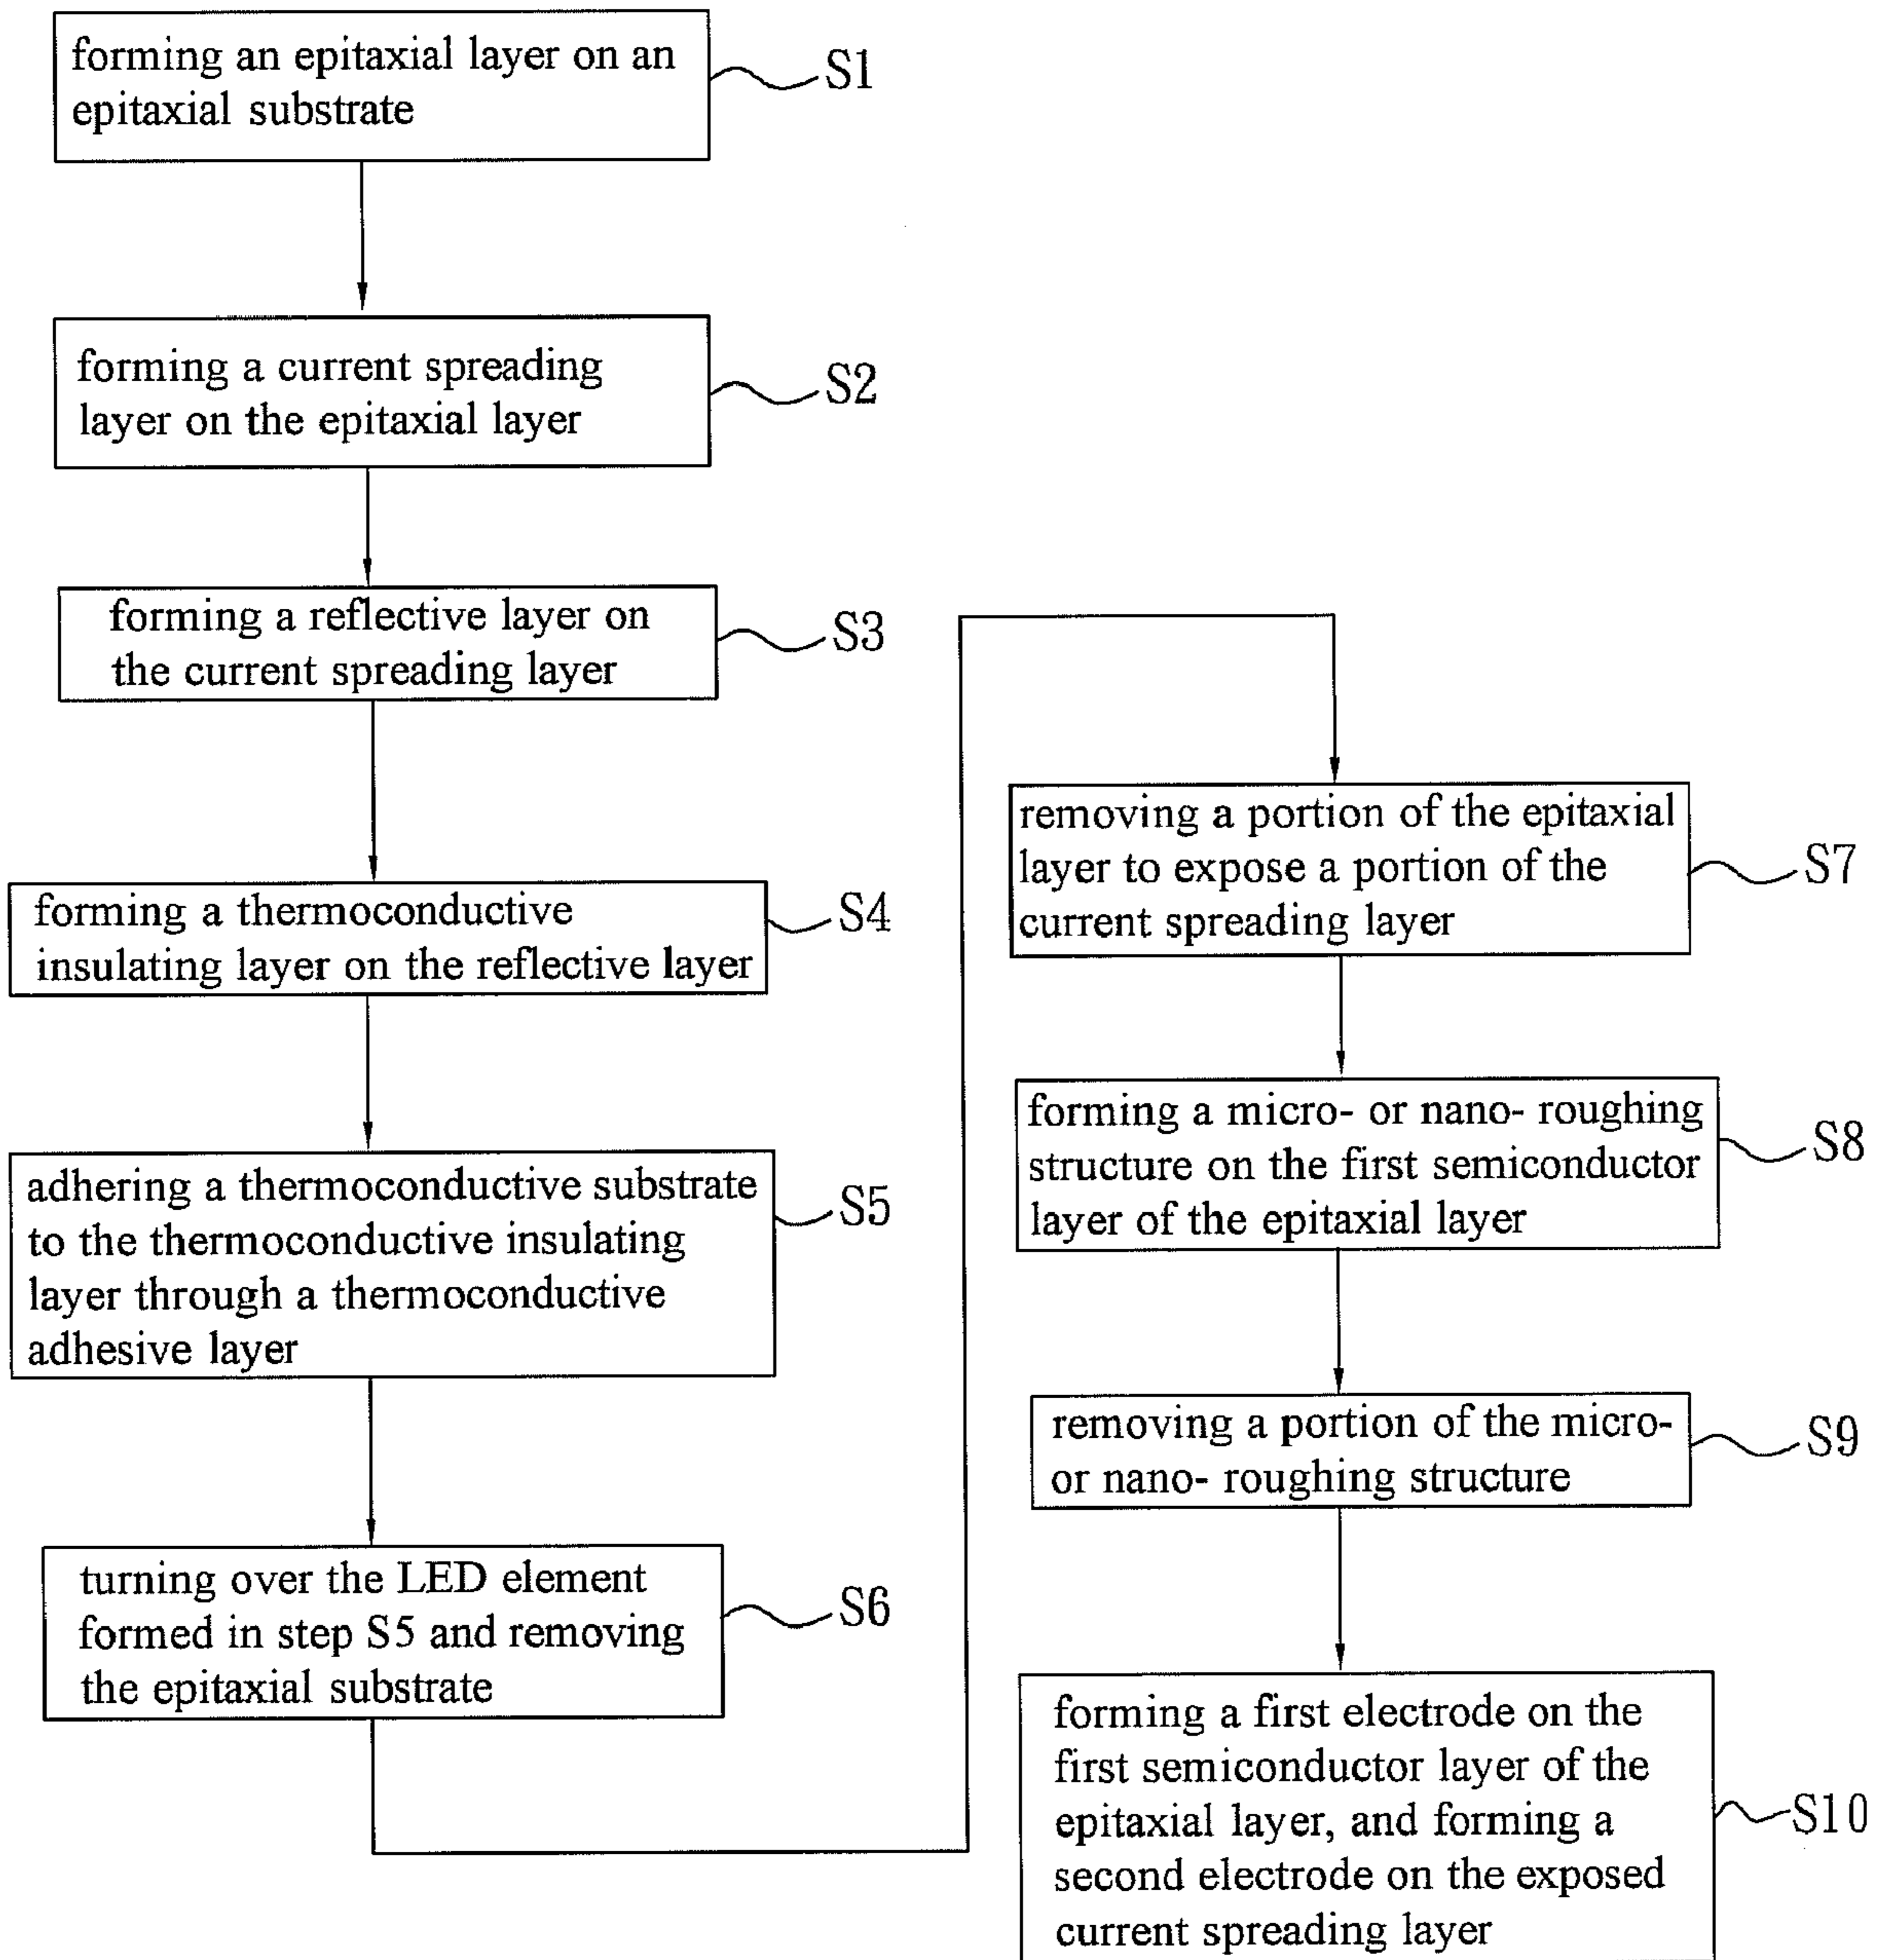 forming an epitaxial layer on an
epitaxial substrate
S1
forming a current spreading
layer on the epitaxial layer
S2
forming a reflective layer on
the current spreading layer
S3
forming a thermoconductive
insulating layer on the reflective layer
S4
adhering a thermoconductive substrate
to the thermoconductive insulating
layer through a thermoconductive
adhesive layer
S5
turning over the LED element
formed in step S5 and removing
the epitaxial substrate
S6
removing a portion of the epitaxial
layer to expose a portion of the
current spreading layer
S7
forming a micro- or nano- roughing
structure on the first semiconductor
layer of the epitaxial layer
S8
removing a portion of the micro-
or nano- roughing structure
S9
forming a first electrode on the
first semiconductor layer of the
epitaxial layer, and forming a
second electrode on the exposed
current spreading layer
S10